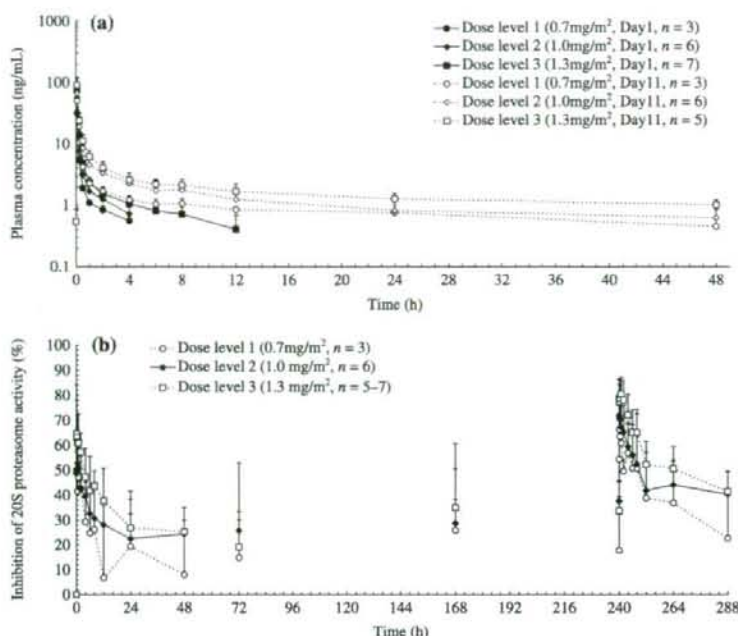 (a)
Dose level 1 (0.7mg/m², Day1, n = 3)
Dose level 2 (1.0mg/m², Day1, n = 6)
Dose level 3 (1.3mg/m², Day1, n = 7)
Dose level 1 (0.7mg/m², Day11, n = 3)
Dose level 2 (1.0mg/m², Day11, n = 6)
Dose level 3 (1.3mg/m², Day11, n = 5)
Plasma concentration (ng/mL)
1000
100
10
1
0.1
0 4 8 12 16 20 24 28 32 36 40 44 48
Time (h)
(b)
Dose level 1 (0.7mg/m², n = 3)
Dose level 2 (1.0 mg/m², n = 6)
Dose level 3 (1.3 mg/m², n = 5–7)
Inhibition of 20S proteasome activity (%)
100
90
80
70
60
50
40
30
20
10
0
0 24 48 72 96 120 144 168 192 216 240 264 288
Time (h)